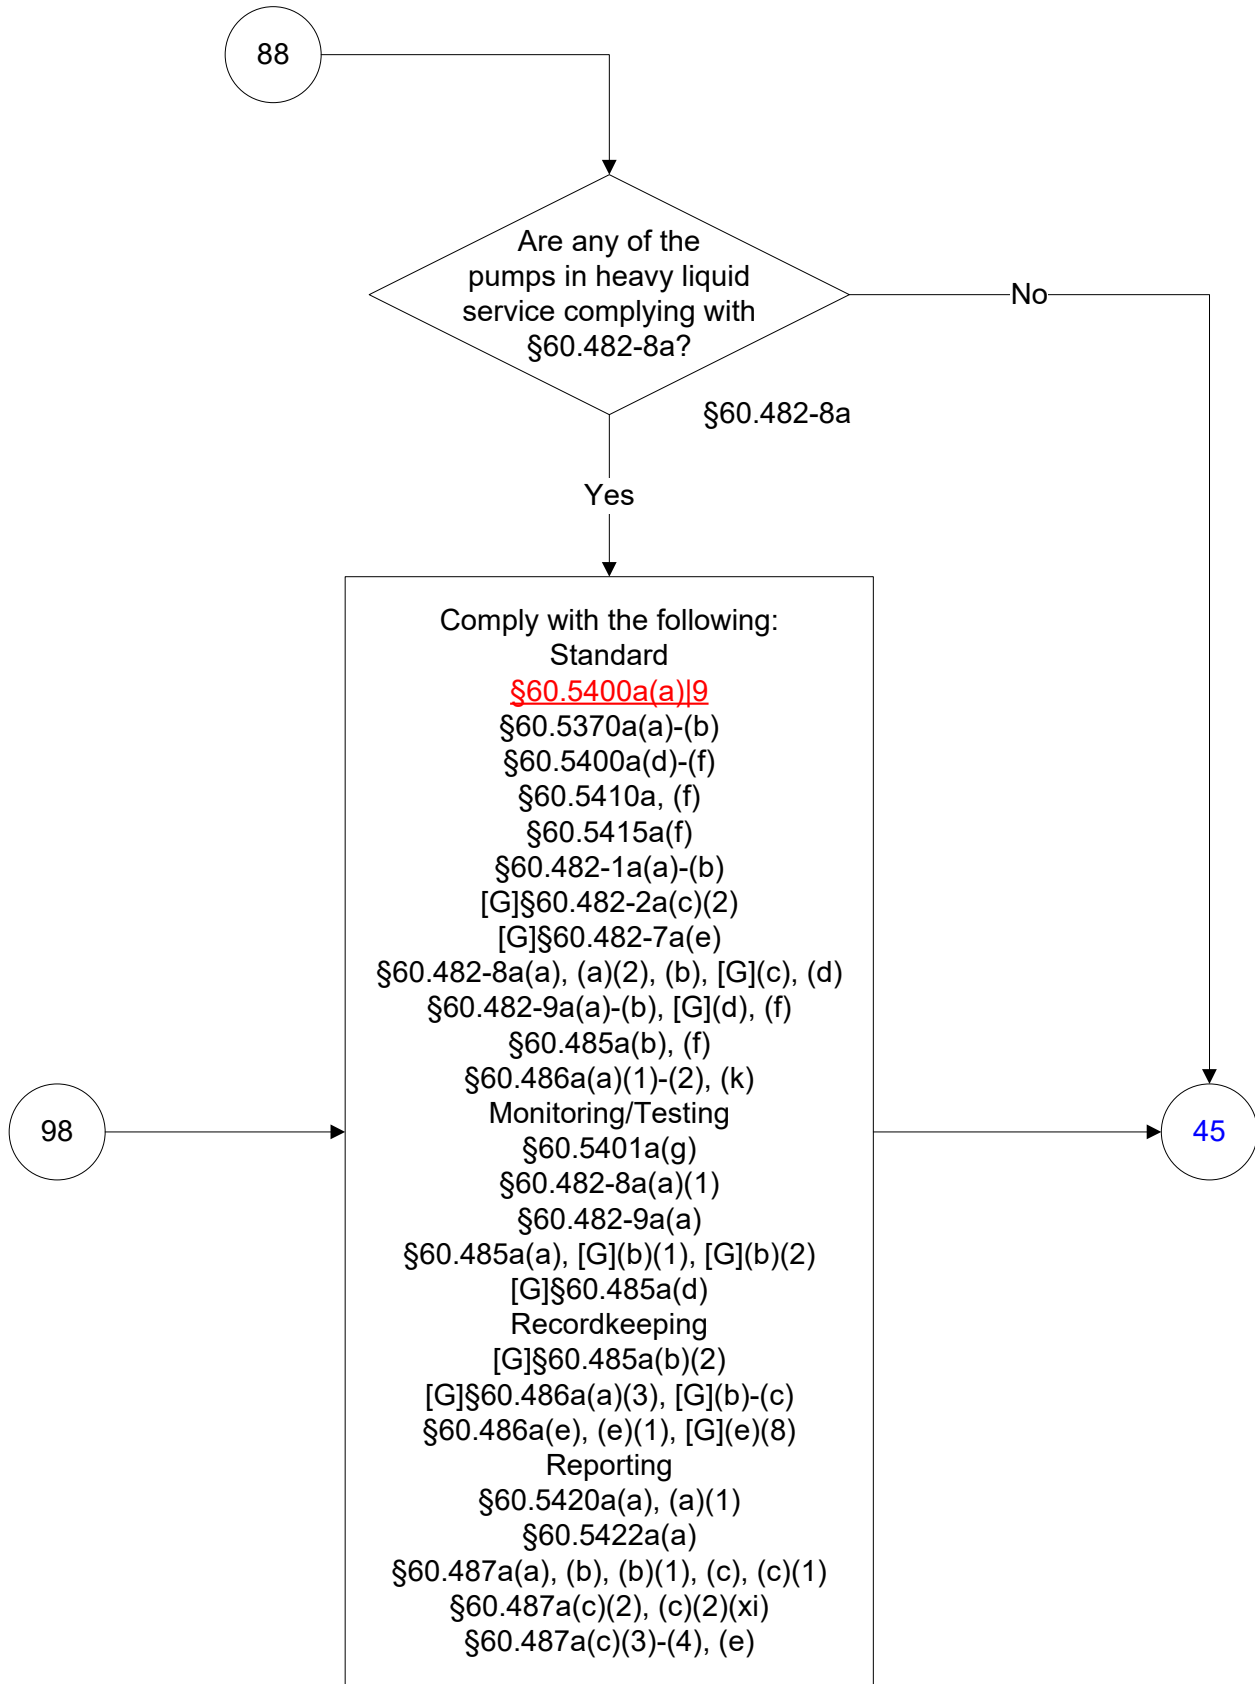 88
Are any of the
pumps in heavy liquid
service complying with
§60.482-8a?
No
§60.482-8a
Yes
Comply with the following:
Standard
§60.5400a(a)|9
§60.5370a(a)-(b)
§60.5400a(d)-(f)
§60.5410a, (f)
§60.5415a(f)
§60.482-1a(a)-(b)
[G]§60.482-2a(c)(2)
[G]§60.482-7a(e)
§60.482-8a(a), (a)(2), (b), [G](c), (d)
§60.482-9a(a)-(b), [G](d), (f)
§60.485a(b), (f)
§60.486a(a)(1)-(2), (k)
Monitoring/Testing
§60.5401a(g)
§60.482-8a(a)(1)
§60.482-9a(a)
§60.485a(a), [G](b)(1), [G](b)(2)
[G]§60.485a(d)
Recordkeeping
[G]§60.485a(b)(2)
[G]§60.486a(a)(3), [G](b)-(c)
§60.486a(e), (e)(1), [G](e)(8)
Reporting
§60.5420a(a), (a)(1)
§60.5422a(a)
§60.487a(a), (b), (b)(1), (c), (c)(1)
§60.487a(c)(2), (c)(2)(xi)
§60.487a(c)(3)-(4), (e)
98
45